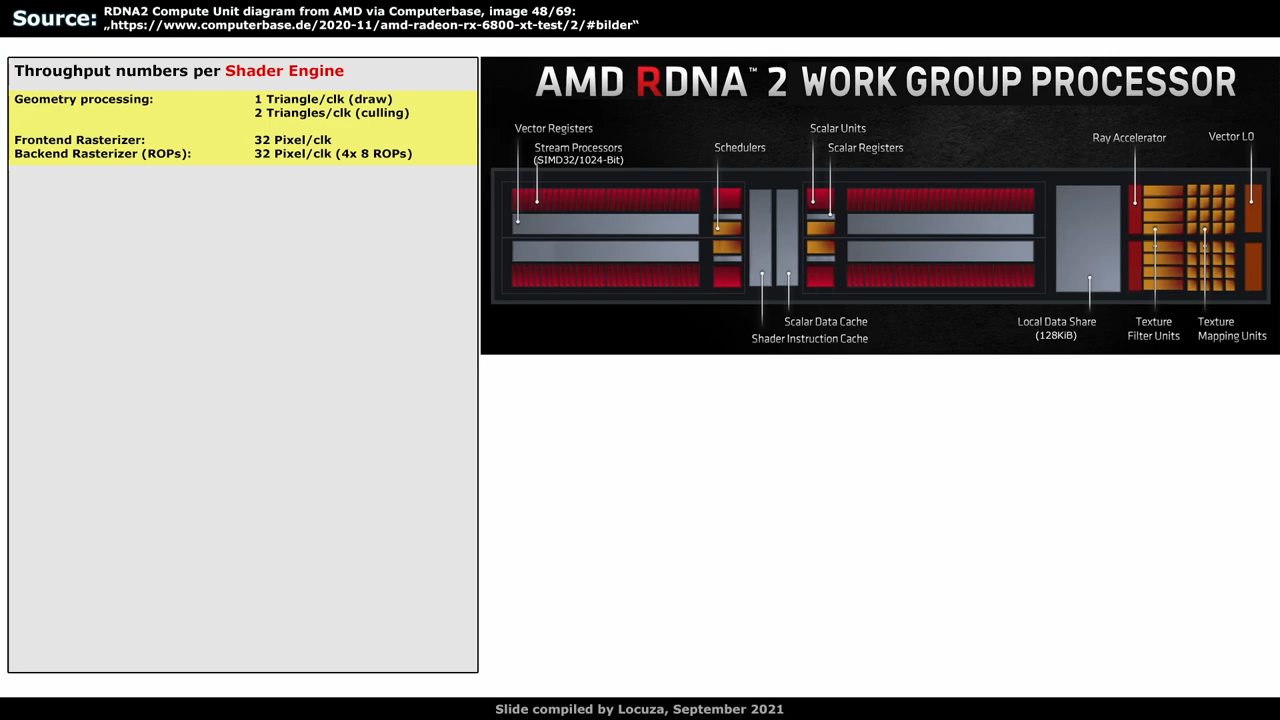 Source:
RDNA2 Compute Unit diagram from AMD via Computerbase, image 48/69:
„https://www.computerbase.de/2020-11/amd-radeon-rx-6800-xt-test/2/#bilder“
Throughput numbers per Shader Engine
Geometry processing: 1 Triangle/clk (draw)
2 Triangles/clk (culling)
Frontend Rasterizer: 32 Pixel/clk
Backend Rasterizer (ROPs): 32 Pixel/clk (4x 8 ROPs)
AMD RDNA™ 2 WORK GROUP PROCESSOR
Vector Registers
Stream Processors
(SIMD32/1024-Bit)
Schedulers
Scalar Units
Scalar Registers
Ray Accelerator
Vector L0
Scalar Data Cache
Shader Instruction Cache
Local Data Share
(128KiB)
Texture
Filter Units
Texture
Mapping Units
Slide compiled by Locuza, September 2021